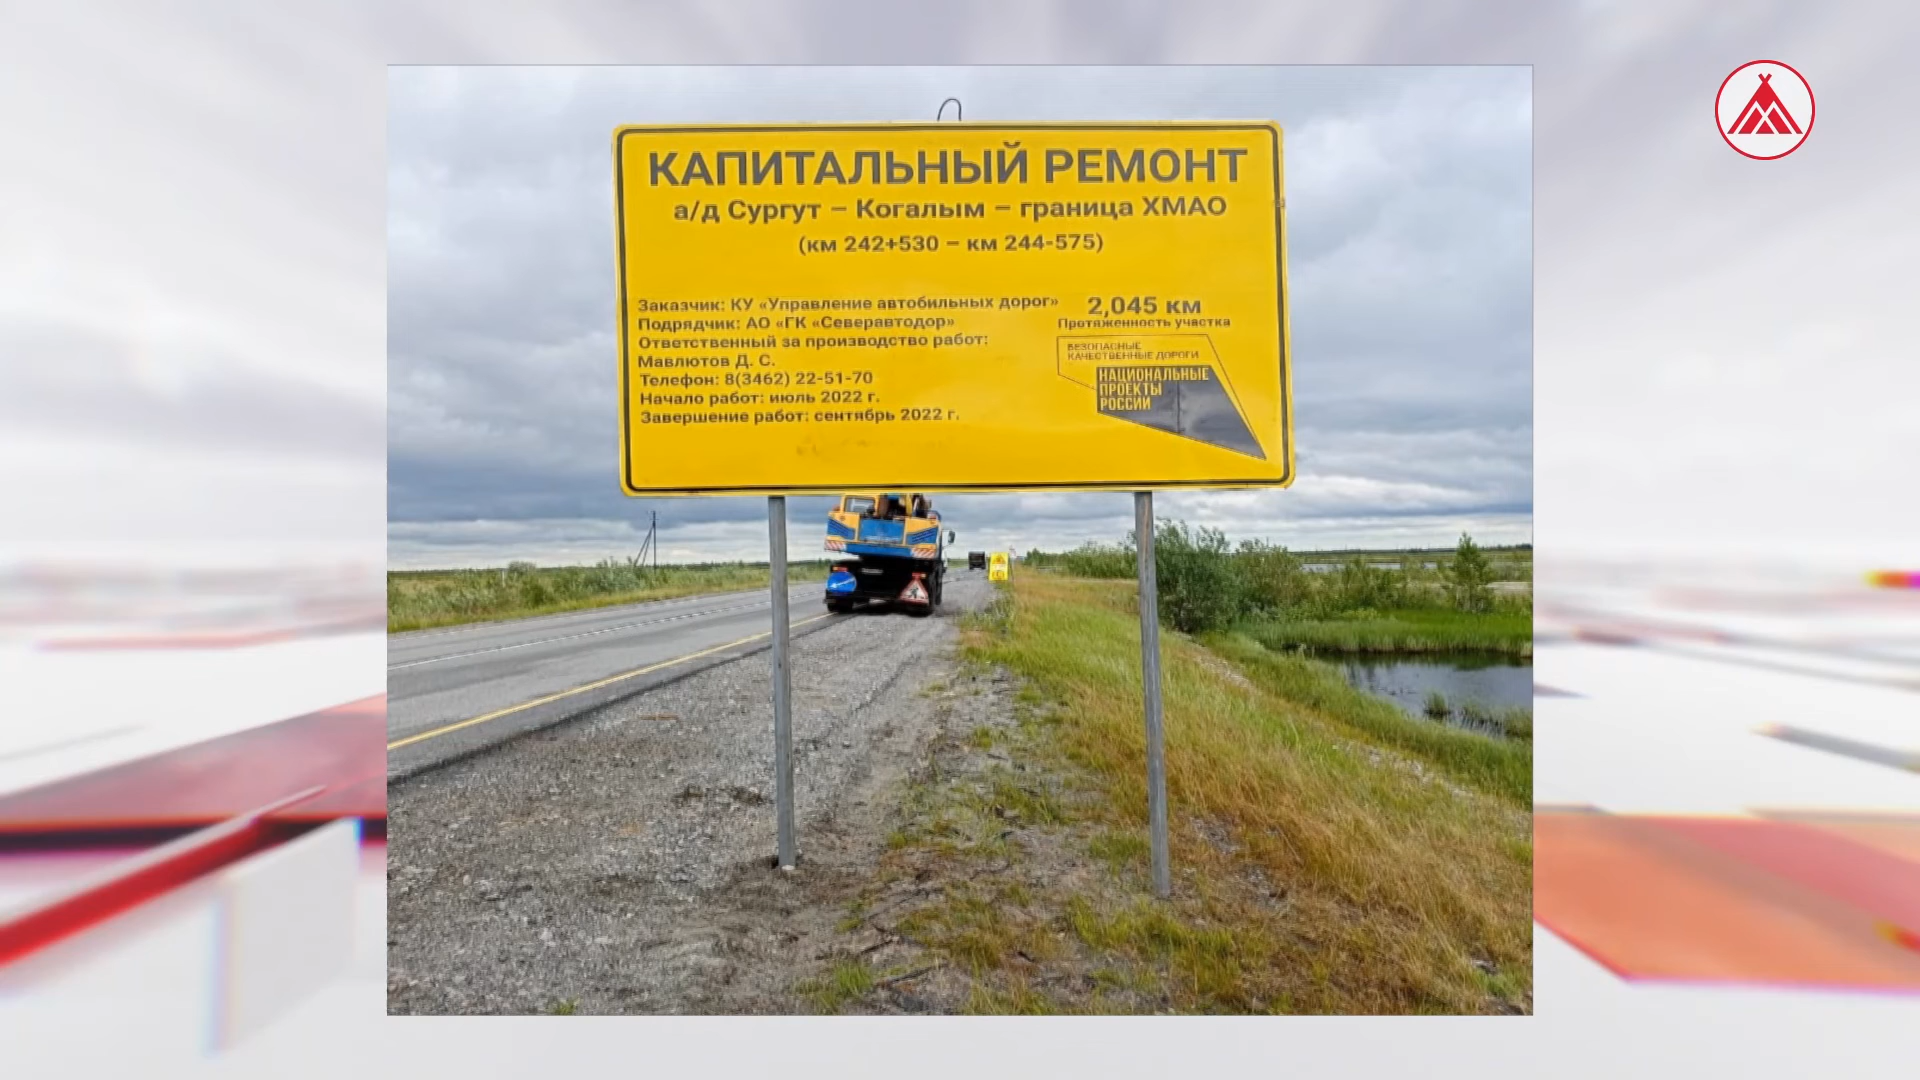 КАПИТАЛЬНЫЙ РЕМОНТ
а/д Сургут – Когалым – граница ХМАО
(км 242+530 – км 244-575)
Заказчик: КУ «Управление автобильных дорог»
Подрядчик: АО «ГК «Северавтодор»
Ответственный за производство работ:
Мавлютов Д. С.
Телефон: 8(3462) 22-51-70
Начало работ: июль 2022 г.
Завершение работ: сентябрь 2022 г.
2,045 км
Протяженность участка
БЕЗОПАСНЫЕ
КАЧЕСТВЕННЫЕ ДОРОГИ
НАЦИОНАЛЬНЫЕ
ПРОЕКТЫ
РОССИИ